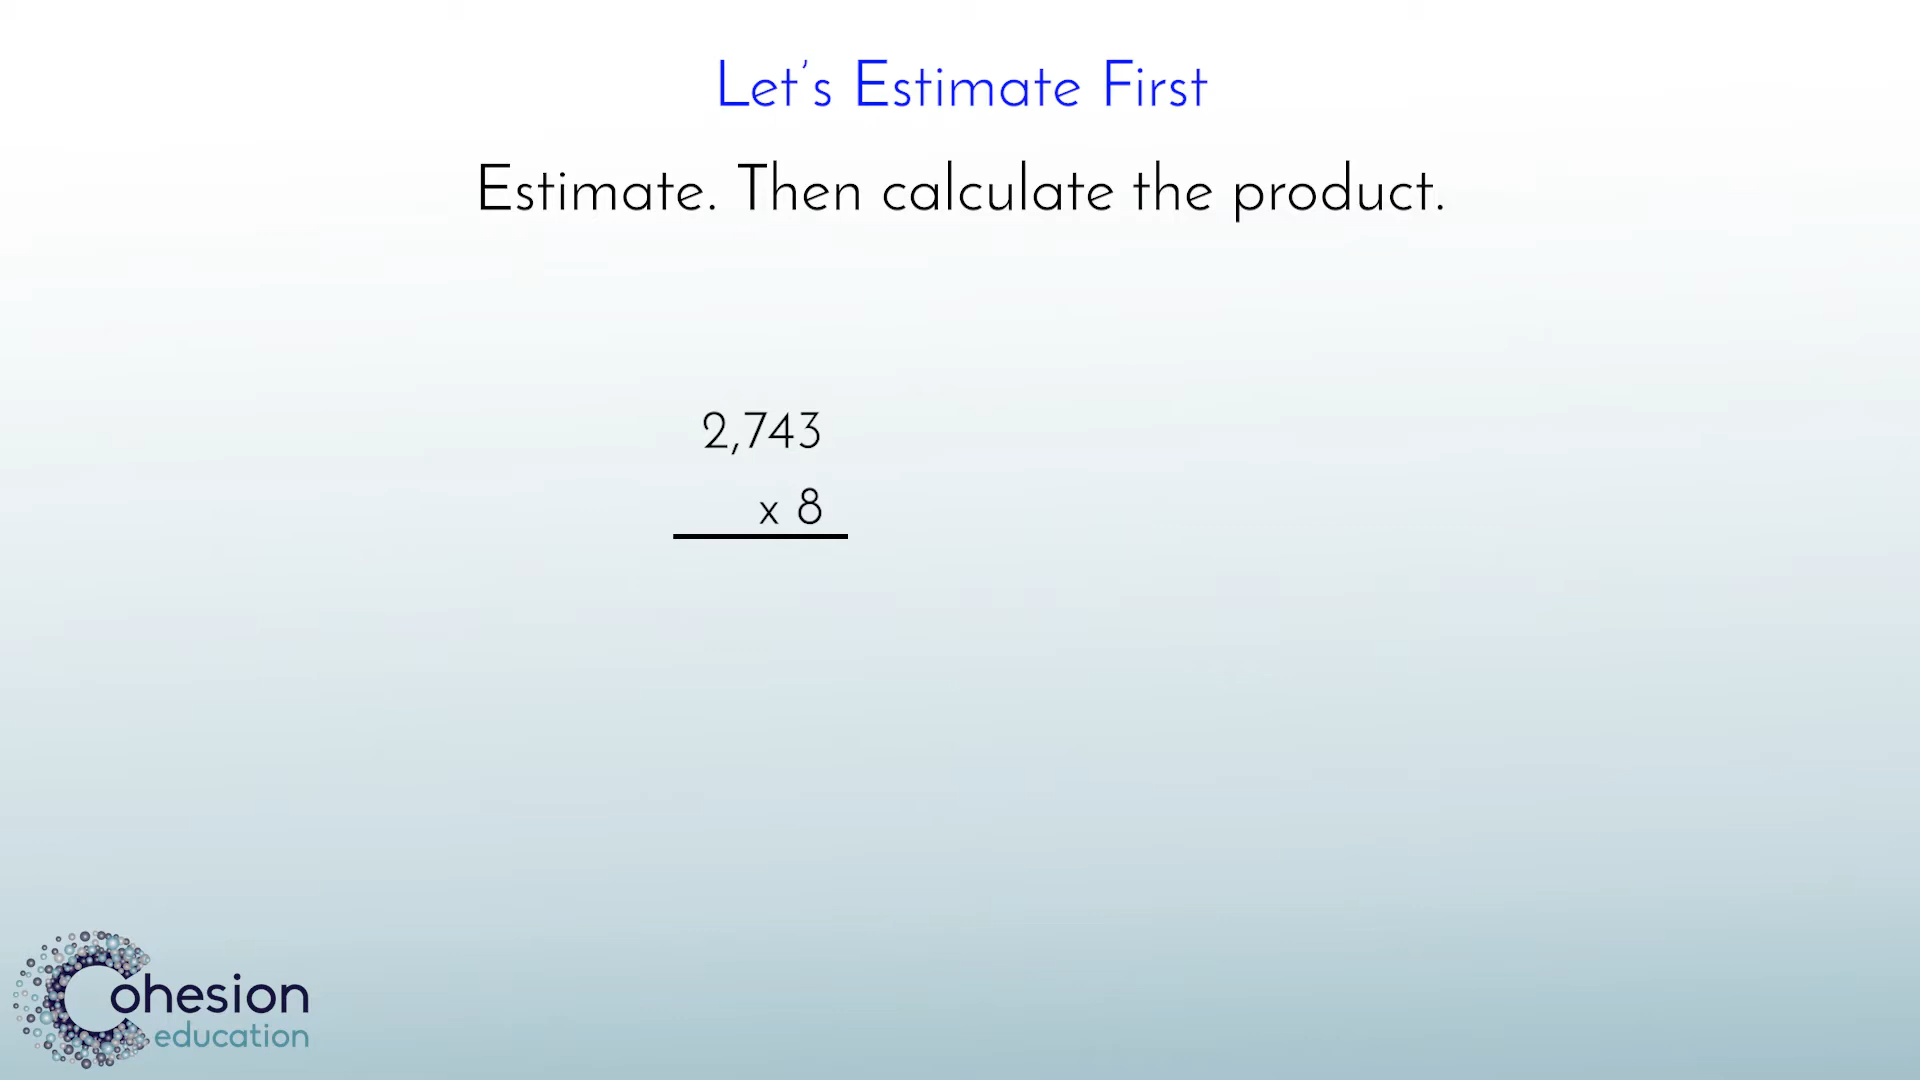 Let’s Estimate First
Estimate. Then calculate the product.
2,743
x 8
Cohesion
education